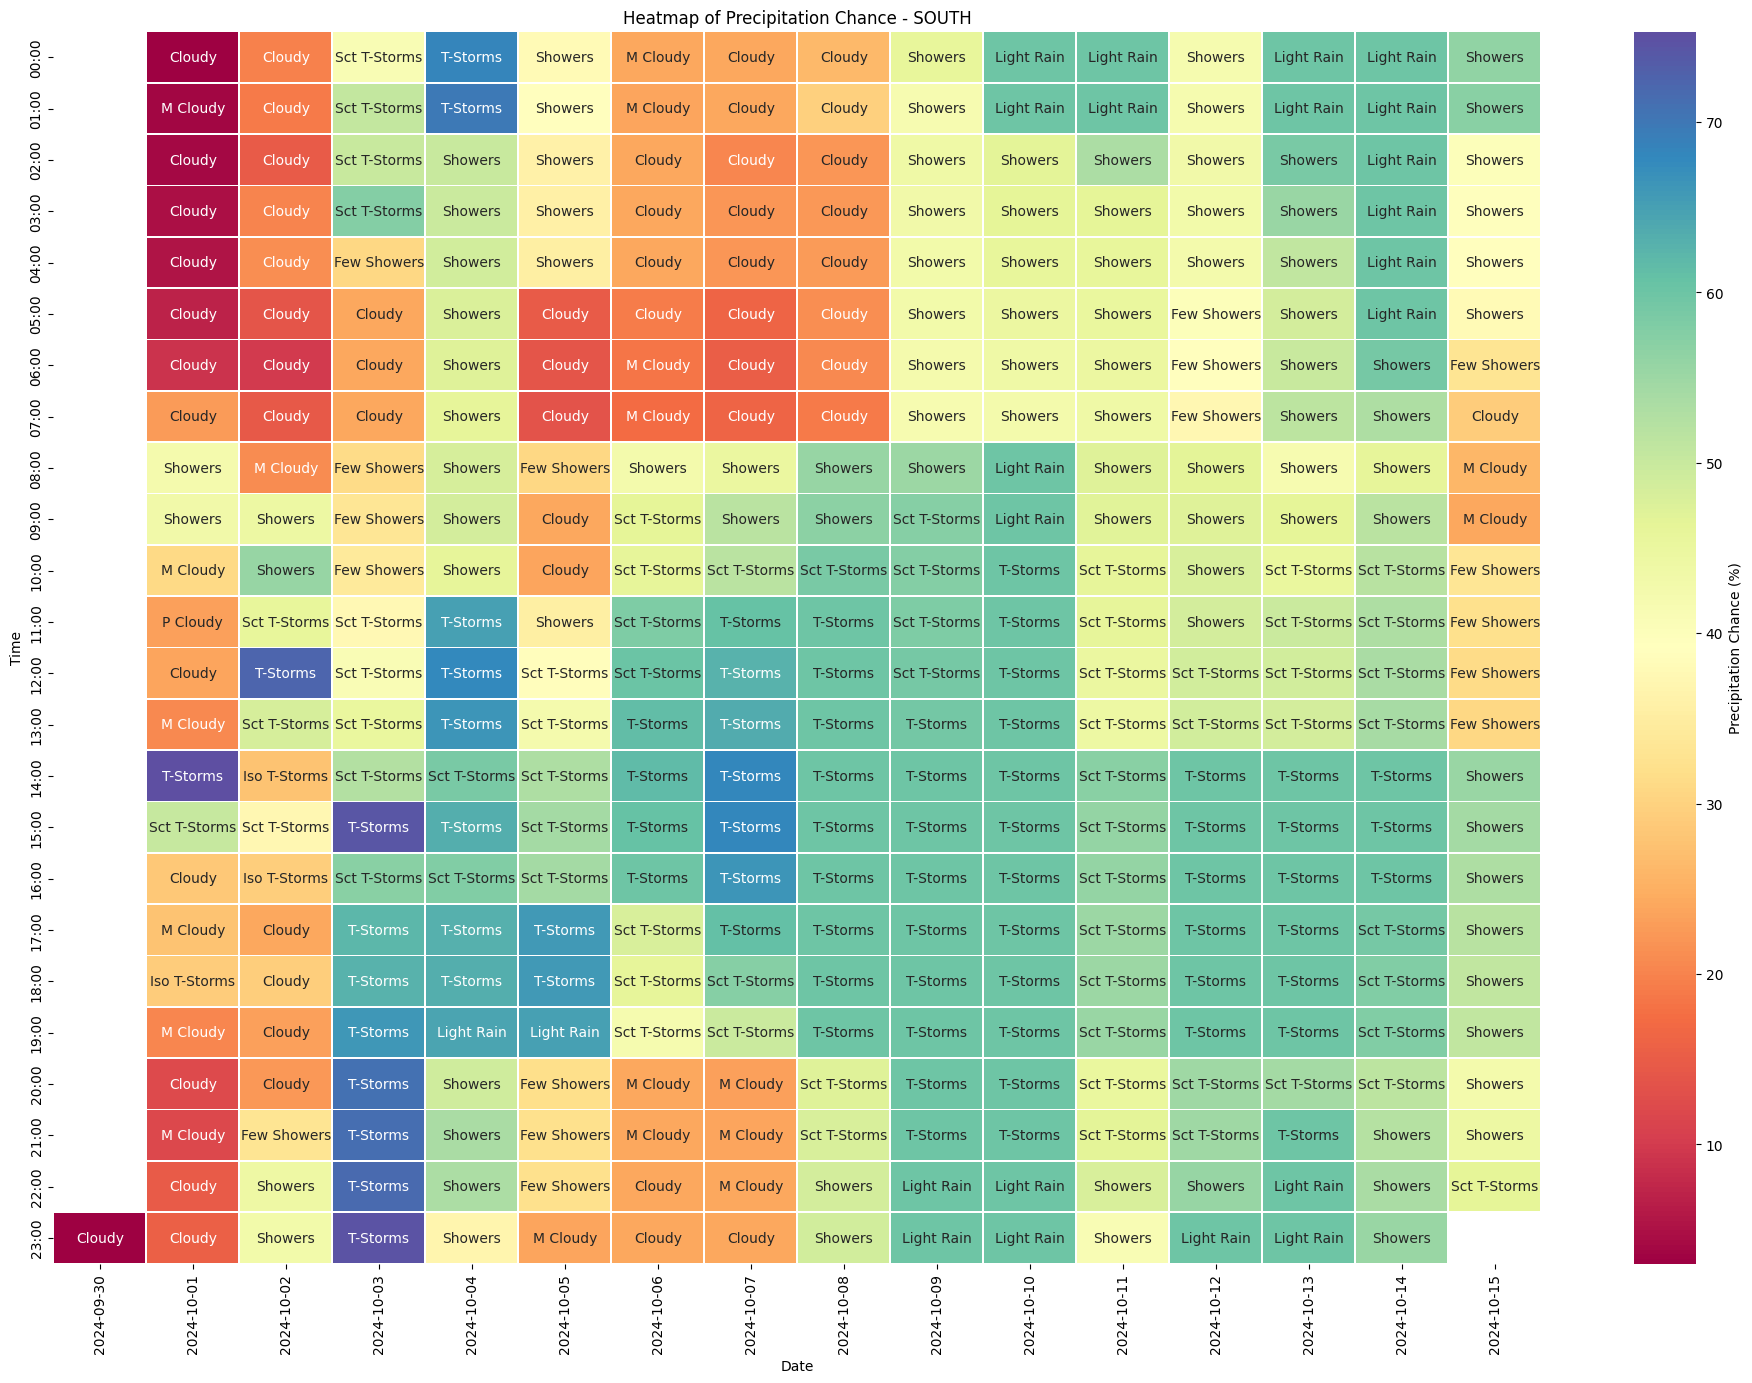 Heatmap of Precipitation Chance - SOUTH
00:00 Cloudy Cloudy Sct T-Storms T-Storms Showers M Cloudy Cloudy Cloudy Showers Light Rain Light Rain Showers Light Rain Light Rain Showers
01:00 M Cloudy Cloudy Sct T-Storms T-Storms Showers M Cloudy Cloudy Cloudy Showers Light Rain Light Rain Showers Light Rain Light Rain Showers
02:00 Cloudy Cloudy Sct T-Storms Showers Showers Cloudy Cloudy Cloudy Showers Showers Showers Showers Showers Light Rain Showers
03:00 Cloudy Cloudy Sct T-Storms Showers Showers Cloudy Cloudy Cloudy Showers Showers Showers Showers Showers Light Rain Showers
04:00 Cloudy Cloudy Few Showers Showers Showers Cloudy Cloudy Cloudy Showers Showers Showers Showers Showers Light Rain Showers
05:00 Cloudy Cloudy Cloudy Showers Cloudy Cloudy Cloudy Cloudy Showers Showers Showers Few Showers Showers Light Rain Showers
06:00 Cloudy Cloudy Cloudy Showers Cloudy M Cloudy Cloudy Cloudy Showers Showers Showers Few Showers Showers Showers Few Showers
07:00 Cloudy Cloudy Cloudy Showers Cloudy M Cloudy Cloudy Cloudy Showers Showers Showers Few Showers Showers Showers Cloudy
08:00 Showers M Cloudy Few Showers Showers Few Showers Showers Showers Showers Showers Light Rain Showers Showers Showers Showers M Cloudy
09:00 Showers Showers Few Showers Showers Cloudy Sct T-Storms Showers Showers Sct T-Storms Light Rain Showers Showers Showers Showers M Cloudy
10:00 M Cloudy Showers Few Showers Showers Cloudy Sct T-Storms Sct T-Storms Sct T-Storms Sct T-Storms T-Storms Sct T-Storms Showers Sct T-Storms Sct T-Storms Few Showers
11:00 P Cloudy Sct T-Storms Sct T-Storms T-Storms Showers Sct T-Storms T-Storms T-Storms Sct T-Storms T-Storms Sct T-Storms Showers Sct T-Storms Sct T-Storms Few Showers
12:00 Cloudy T-Storms Sct T-Storms T-Storms Sct T-Storms Sct T-Storms T-Storms T-Storms Sct T-Storms T-Storms Sct T-Storms Sct T-Storms Sct T-Storms Sct T-Storms Few Showers
13:00 M Cloudy Sct T-Storms Sct T-Storms T-Storms Sct T-Storms T-Storms T-Storms T-Storms T-Storms T-Storms Sct T-Storms Sct T-Storms Sct T-Storms Sct T-Storms Few Showers
14:00 T-Storms Iso T-Storms Sct T-Storms Sct T-Storms Sct T-Storms T-Storms T-Storms T-Storms T-Storms T-Storms Sct T-Storms T-Storms T-Storms T-Storms Showers
15:00 Sct T-Storms Sct T-Storms T-Storms T-Storms Sct T-Storms T-Storms T-Storms T-Storms T-Storms T-Storms Sct T-Storms T-Storms T-Storms T-Storms Showers
16:00 Cloudy Iso T-Storms Sct T-Storms Sct T-Storms Sct T-Storms T-Storms T-Storms T-Storms T-Storms T-Storms Sct T-Storms T-Storms T-Storms T-Storms Showers
17:00 M Cloudy Cloudy T-Storms T-Storms T-Storms Sct T-Storms T-Storms T-Storms T-Storms T-Storms Sct T-Storms T-Storms T-Storms Sct T-Storms Showers
18:00 Iso T-Storms Cloudy T-Storms T-Storms T-Storms Sct T-Storms Sct T-Storms T-Storms T-Storms T-Storms Sct T-Storms T-Storms T-Storms Sct T-Storms Showers
19:00 M Cloudy Cloudy T-Storms Light Rain Light Rain Sct T-Storms Sct T-Storms T-Storms T-Storms T-Storms Sct T-Storms T-Storms T-Storms Sct T-Storms Showers
20:00 Cloudy Cloudy T-Storms Showers Few Showers M Cloudy M Cloudy Sct T-Storms T-Storms T-Storms Sct T-Storms Sct T-Storms Sct T-Storms Sct T-Storms Showers
21:00 M Cloudy Few Showers T-Storms Showers Few Showers M Cloudy M Cloudy Sct T-Storms T-Storms T-Storms Sct T-Storms Sct T-Storms T-Storms Showers Showers
22:00 Cloudy Showers T-Storms Showers Few Showers Cloudy M Cloudy Showers Light Rain Light Rain Showers Showers Light Rain Showers Sct T-Storms
23:00 Cloudy Cloudy Showers T-Storms Showers M Cloudy Cloudy Cloudy Showers Light Rain Light Rain Showers Light Rain Light Rain Showers
Time
2024-09-30 2024-10-01 2024-10-02 2024-10-03 2024-10-04 2024-10-05 2024-10-06 2024-10-07 2024-10-08 2024-10-09 2024-10-10 2024-10-11 2024-10-12 2024-10-13 2024-10-14 2024-10-15
Date
70
60
50
40
30
20
10
Precipitation Chance (%)